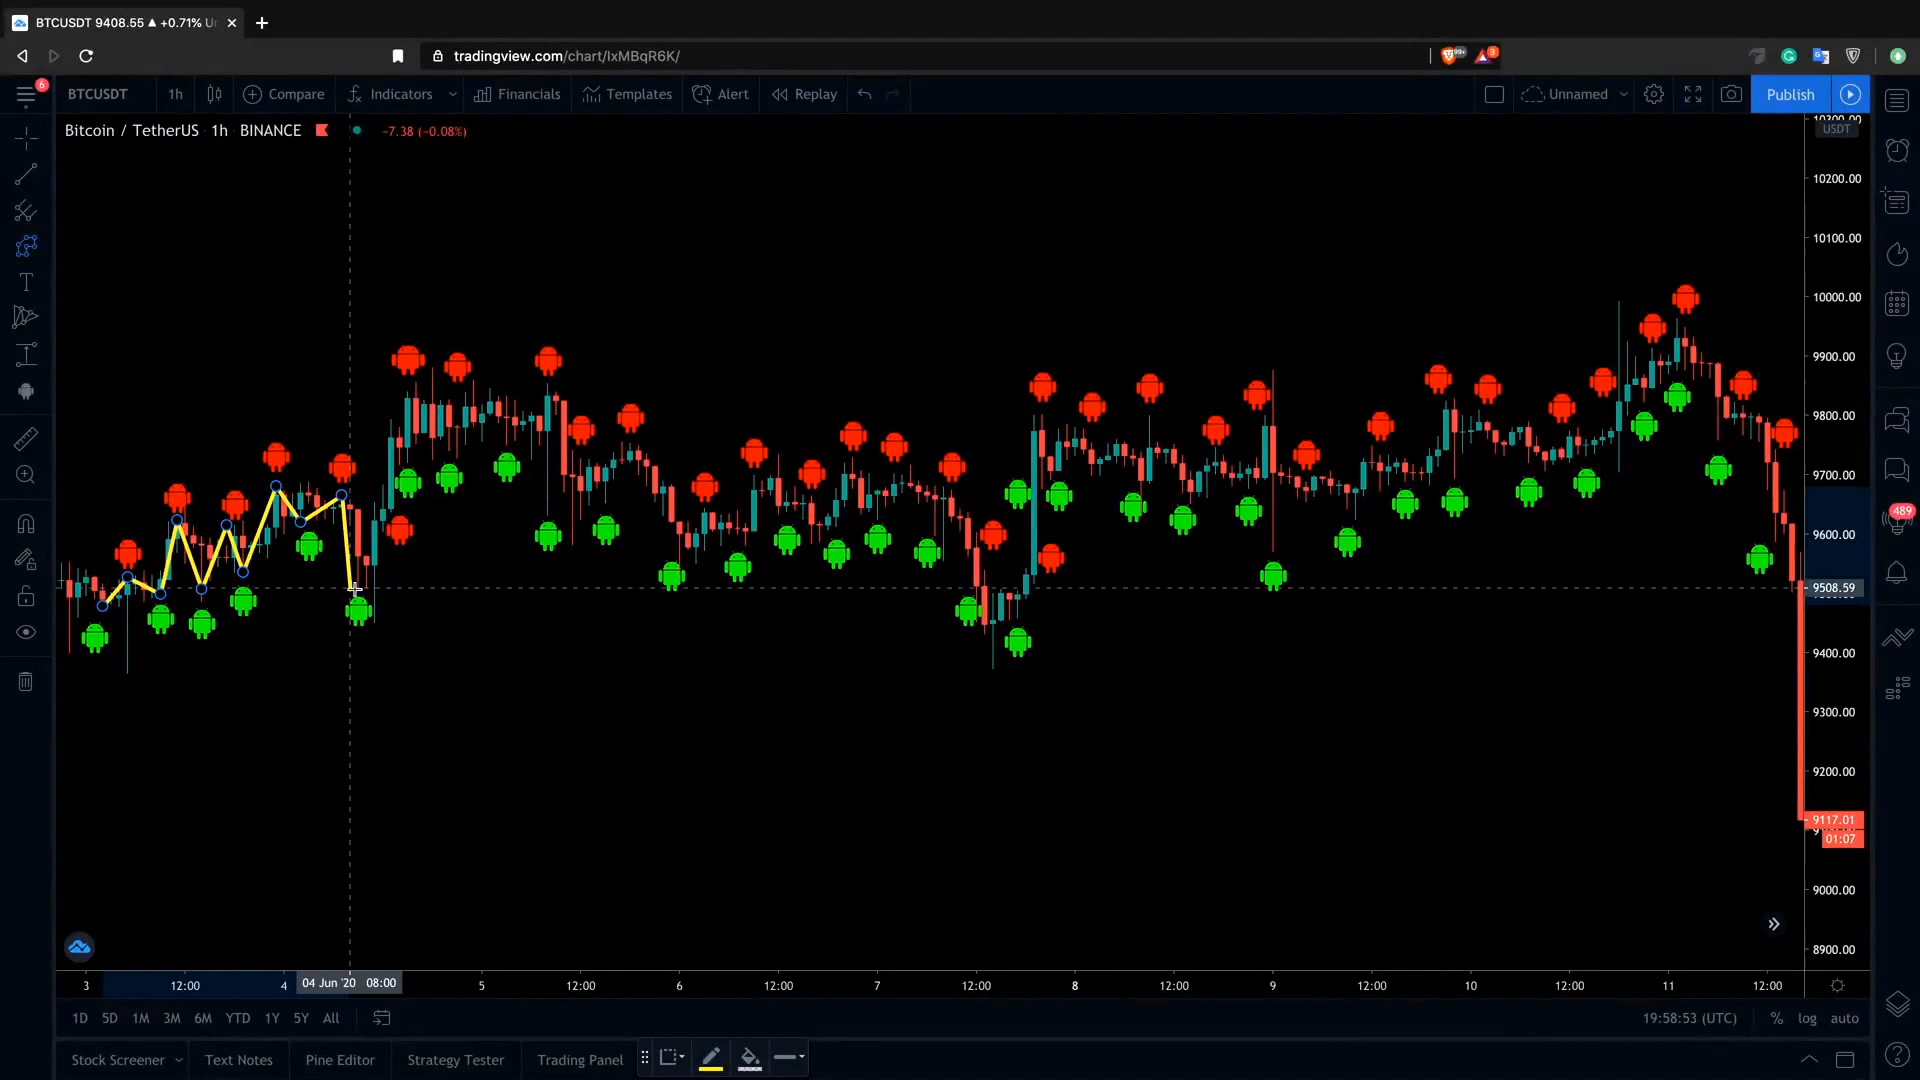 BTCUSDT 9408.55 ▲ +0.71% U
tradingview.com/chart/IxMBqR6K/
99+
3
6
BTCUSDT
1h
Compare
Indicators
Financials
Templates
Alert
Replay
Unnamed
Publish
Bitcoin / TetherUS 1h BINANCE
−7.38 (−0.08%)
10300.00
USDT
10200.00
10100.00
10000.00
9900.00
9800.00
9700.00
9600.00
9508.59
9400.00
9300.00
9200.00
9117.01
01:07
9000.00
8900.00
489
3 12:00 4 04 Jun '20 08:00 5 12:00 6 12:00 7 12:00 8 12:00 9 12:00 10 12:00 11 12:00
1D 5D 1M 3M 6M YTD 1Y 5Y All
19:58:53 (UTC) % log auto
Stock Screener Text Notes Pine Editor Strategy Tester Trading Panel